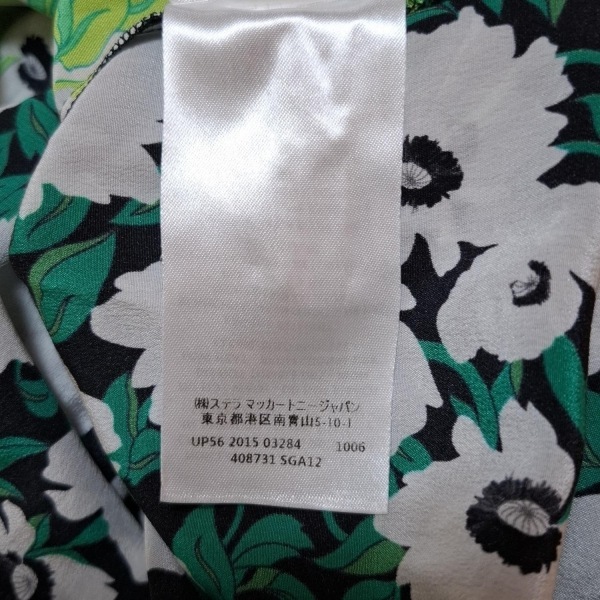 ㈱ステラ マッカートニージャパン
東京都港区南青山5-10-1
UP56 2015 03284 1006
408731 SGA12